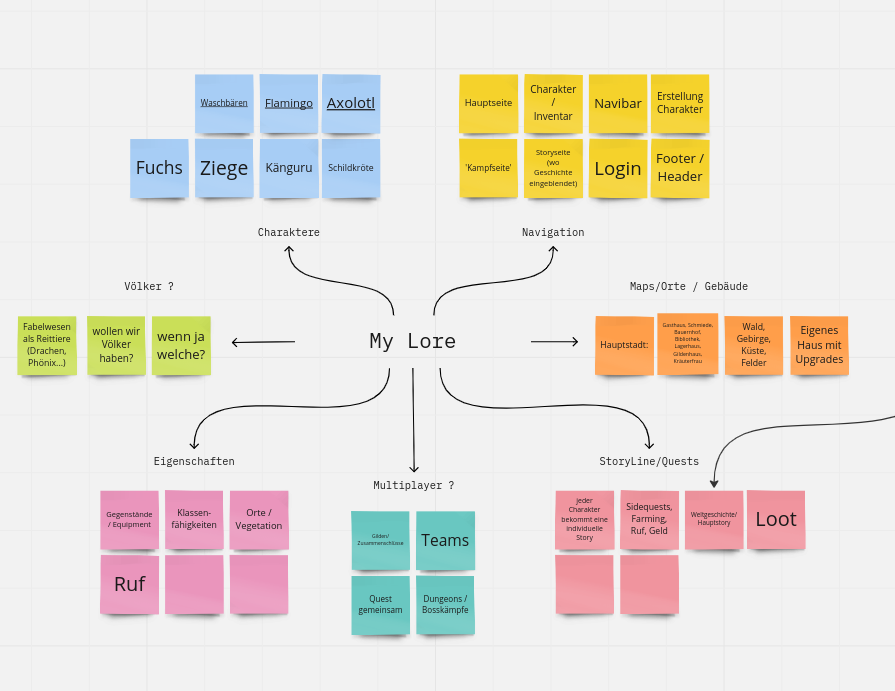 Waschbären
Flamingo
Axolotl
Fuchs
Ziege
Känguru
Schildkröte
Charaktere
Hauptseite
Charakter
/
Inventar
Navibar
Erstellung
Charakter
'Kampfseite'
Storyseite
(wo
Geschichte
eingeblendet)
Login
Footer /
Header
Navigation
Völker ?
Fabelwesen
als Reittiere
(Drachen,
Phönix...)
wollen wir
Völker
haben?
wenn ja
welche?
My Lore
Maps/Orte / Gebäude
Hauptstadt:
Gasthaus, Schmiede,
Bauernhof,
Bibliothek,
Lagerhaus,
Gildenhaus,
Kräuterfrau
Wald,
Gebirge,
Küste,
Felder
Eigenes
Haus mit
Upgrades
Eigenschaften
Gegenstände
/ Equipment
Klassen-
fähigkeiten
Orte /
Vegetation
Ruf
Multiplayer ?
Gilden/
Zusammenschlüsse
Teams
Quest
gemeinsam
Dungeons /
Bosskämpfe
StoryLine/Quests
jeder
Charakter
bekommt eine
individuelle
Story
Sidequests,
Farming,
Ruf, Geld
Weltgeschichte/
Hauptstory
Loot